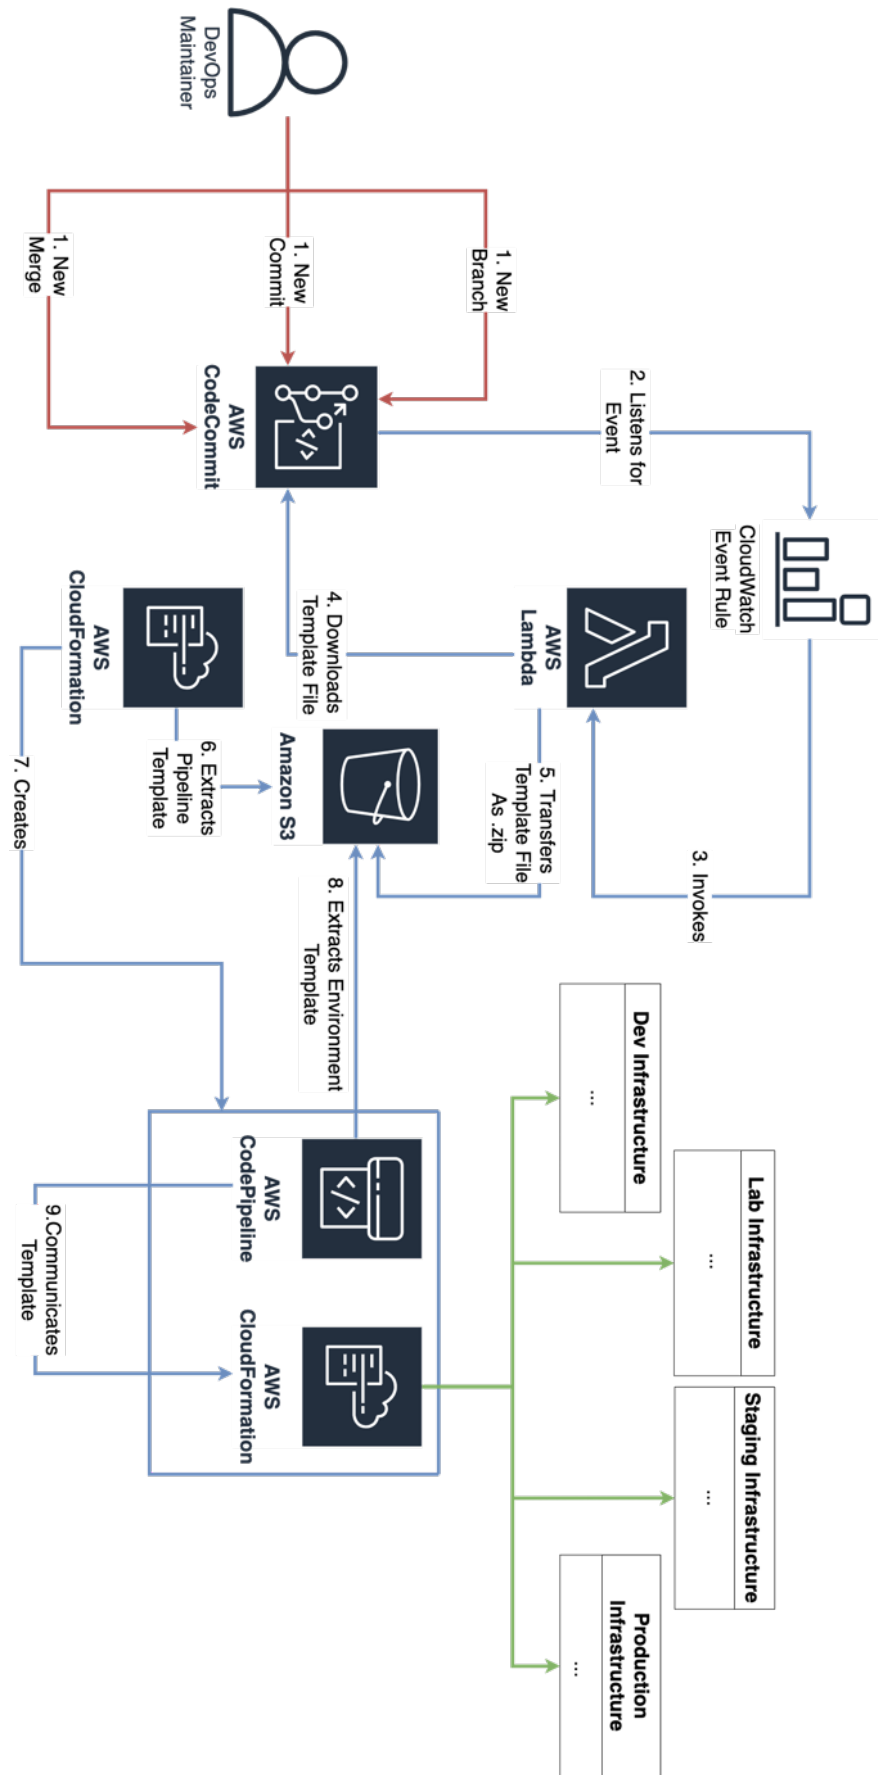 DevOps
Maintainer
1. New
Branch
1. New
Commit
1. New
Merge
AWS
CodeCommit
2. Listens for
Event
CloudWatch
Event Rule
3. Invokes
AWS
Lambda
4. Downloads
Template File
5. Transfers
Template File
As .zip
Amazon S3
AWS
CloudFormation
6. Extracts
Pipeline
Template
7. Creates
8. Extracts Environment
Template
AWS
CodePipeline
9.Communicates
Template
AWS
CloudFormation
Dev Infrastructure
...
Lab Infrastructure
...
Staging Infrastructure
...
Production
Infrastructure
...